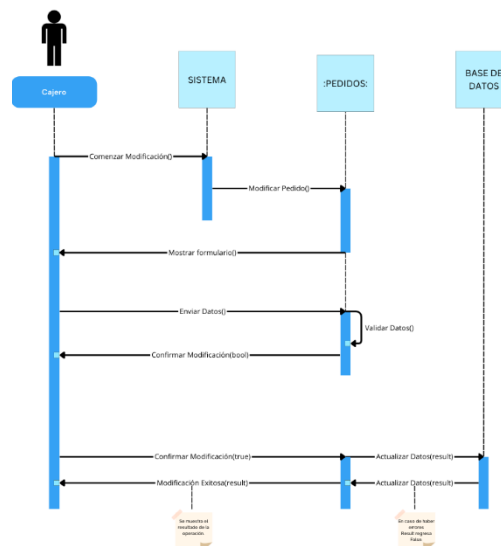 Cajero
SISTEMA
:PEDIDOS:
BASE DE
DATOS
Comenzar Modificación()
Modificar Pedido()
Mostrar formulario()
Enviar Datos()
Validar Datos()
Confirmar Modificación(bool)
Confirmar Modificación(true)
Actualizar Datos(result)
Modificación Exitosa(result)
Actualizar Datos(result)
Se muestra el
resultado de la
operación
En caso de haber
errores
Result regresa
False